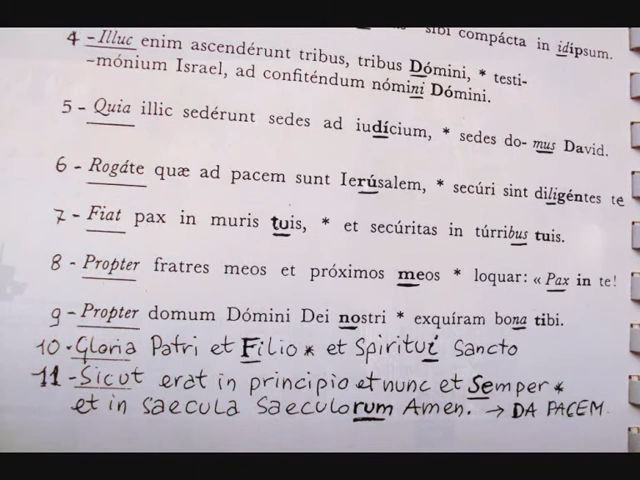 sibi compácta in idipsum.
4 - Illuc enim ascendérunt tribus, tribus Dómini, * testi-
~mónium Israel, ad confiténdum nómini Dómini.
5 - Quia illic sedérunt sedes ad iudícium, * sedes do- mus David.
6 - Rogáte quæ ad pacem sunt Ierúsalem, * secúri sint diligéntes te
7 - Fiat pax in muris tuis, * et secúritas in túrribus tuis.
8 - Propter fratres meos et próximos meos * loquar: « Pax in te!
9 - Propter domum Dómini Dei nostri * exquíram bona tibi.
10 - Gloria Patri et Filio * et Spiritui Sancto
11 - Sicut erat in principio et nunc et Semper *
et in saecula saeculorum Amen. → DA PACEM